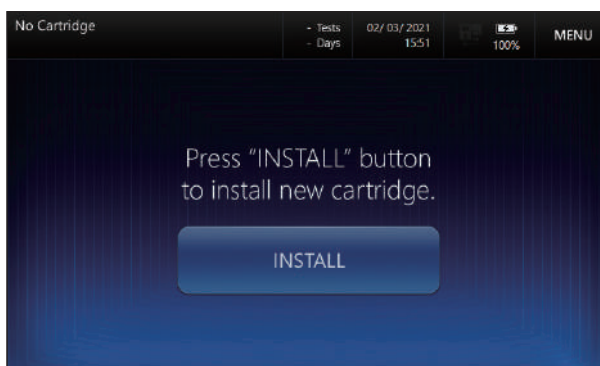 No Cartridge
- Tests
- Days
02/ 03/ 2021
15:51
100%
MENU
Press "INSTALL" button
to install new cartridge.
INSTALL